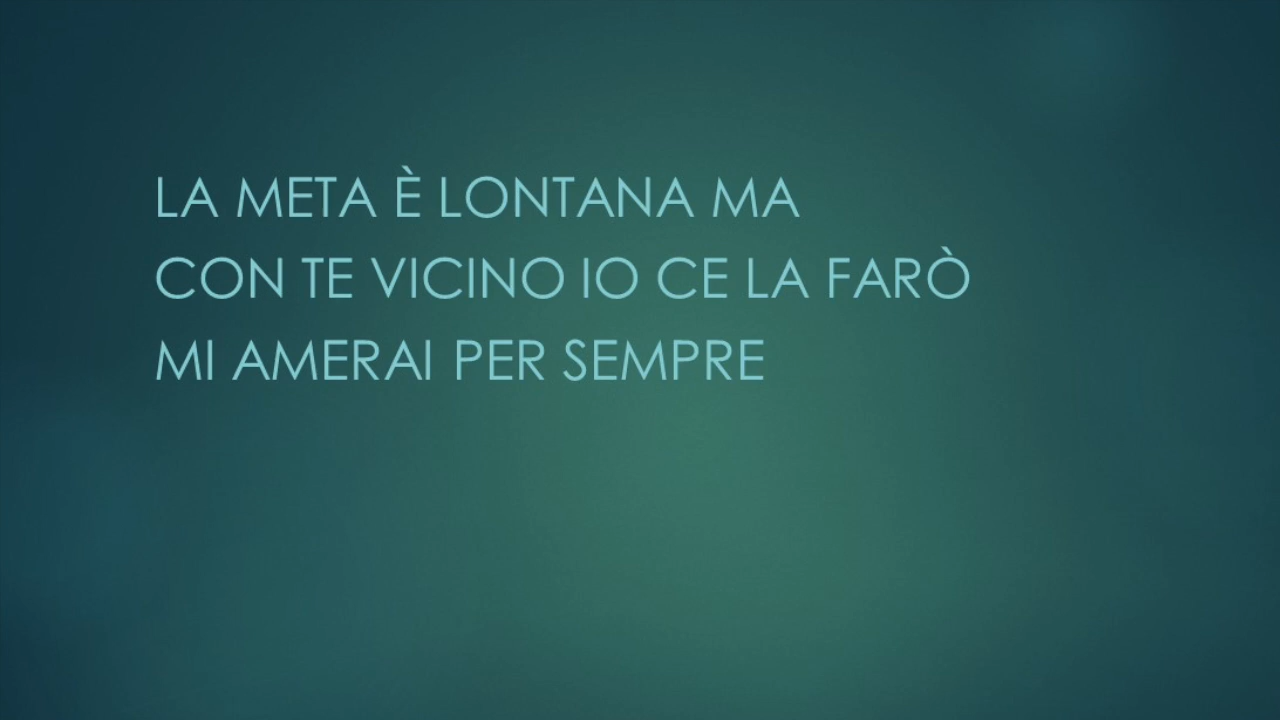 LA META È LONTANA MA
CON TE VICINO IO CE LA FARÒ
MI AMERAI PER SEMPRE